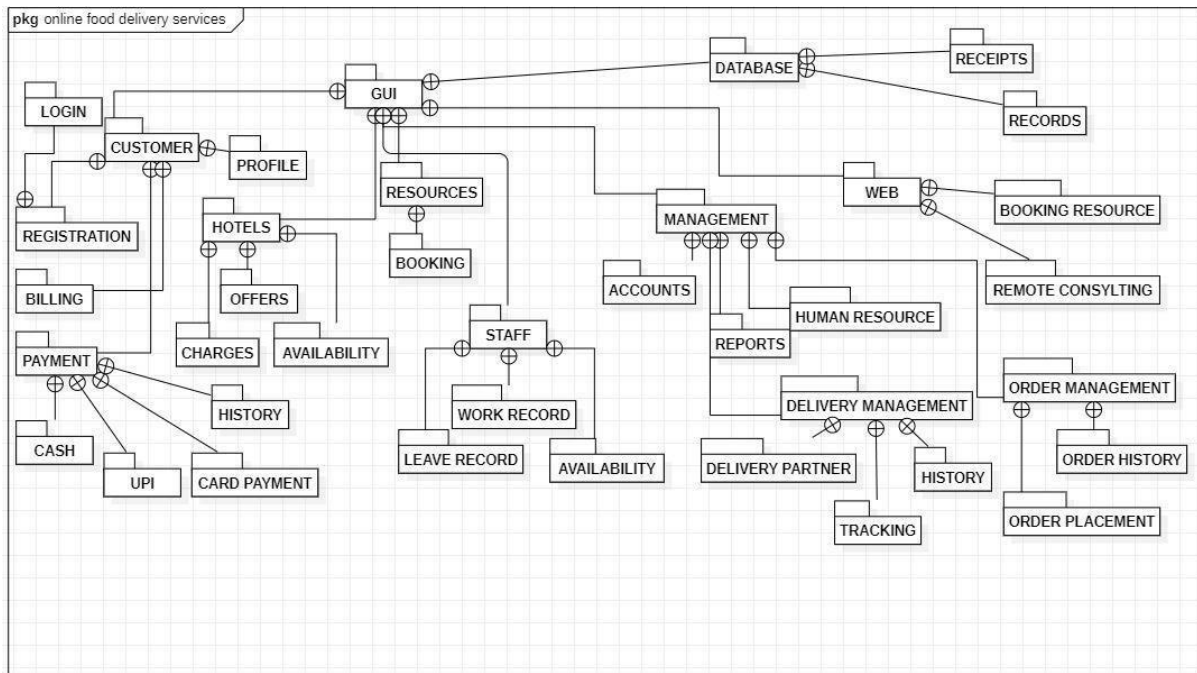 pkg online food delivery services
RECEIPTS
DATABASE
GUI
LOGIN
RECORDS
CUSTOMER
PROFILE
RESOURCES
WEB
BOOKING RESOURCE
MANAGEMENT
HOTELS
REGISTRATION
BOOKING
ACCOUNTS
REMOTE CONSYLTING
BILLING
OFFERS
HUMAN RESOURCE
STAFF
REPORTS
CHARGES
AVAILABILITY
PAYMENT
ORDER MANAGEMENT
DELIVERY MANAGEMENT
HISTORY
WORK RECORD
CASH
LEAVE RECORD
ORDER HISTORY
AVAILABILITY
DELIVERY PARTNER
HISTORY
UPI
CARD PAYMENT
ORDER PLACEMENT
TRACKING